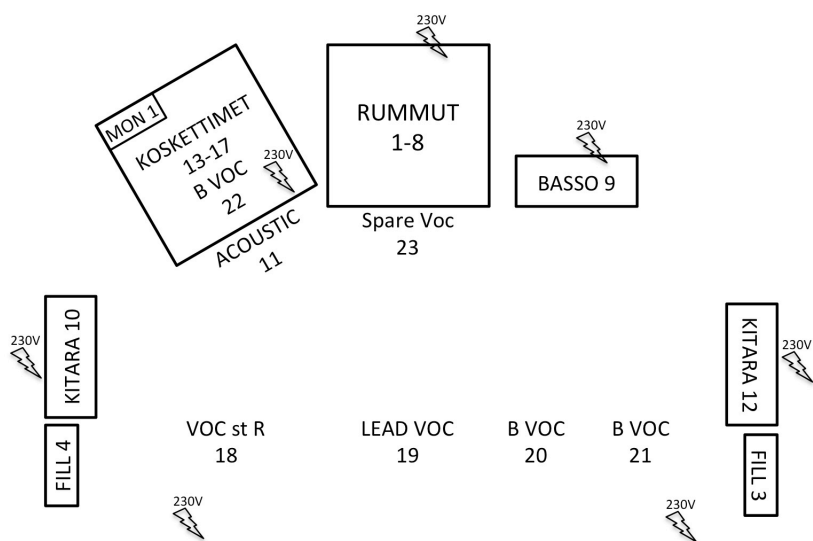 230V
MON 1
KOSKETTIMET
13-17
B VOC
22
230V
ACOUSTIC
11
RUMMUT
1-8
Spare Voc
23
230V
BASSO 9
230V
KITARA 10
FILL 4
230V
KITARA 12
FILL 3
VOC st R
18
LEAD VOC
19
B VOC
20
B VOC
21
230V
230V